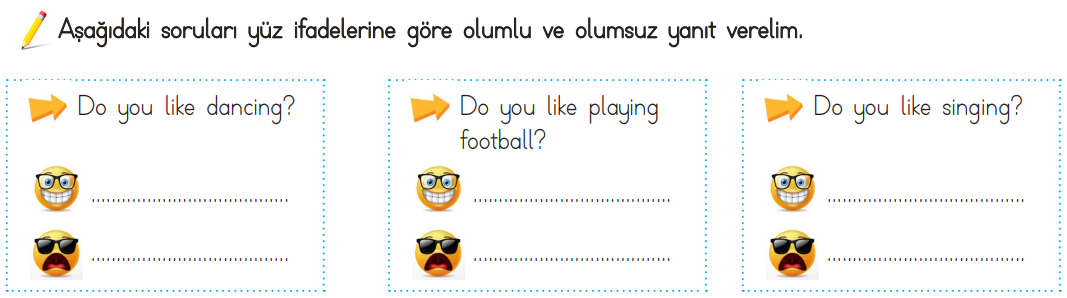 Aşağıdaki soruları yüz ifadelerine göre olumlu ve olumsuz yanıt verelim.
Do you like dancing?
....................................
....................................
Do you like playing
football?
....................................
....................................
Do you like singing?
....................................
....................................